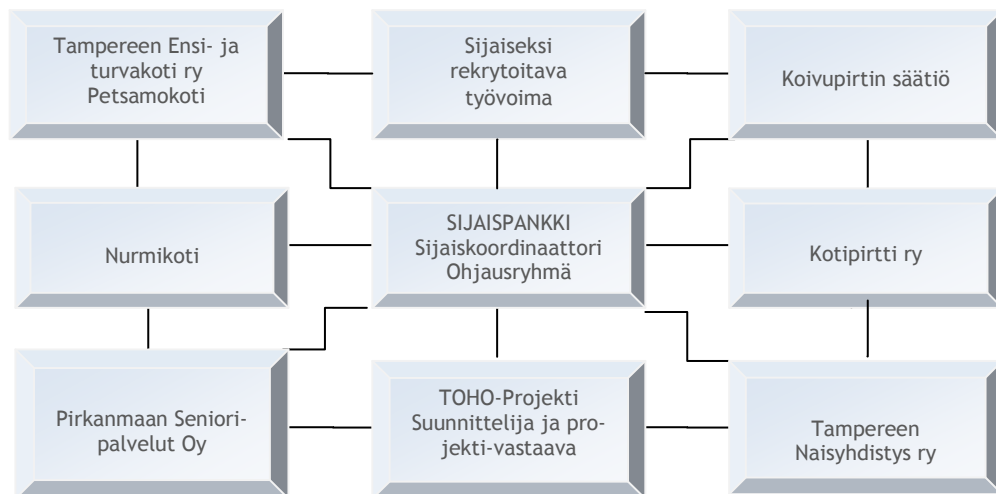 Tampereen Ensi- ja
turvakoti ry
Petsamokoti
Sijaiseksi
rekrytoitava
työvoima
Koivupirtin säätiö
Nurmikoti
SIJAISPANKKI
Sijaiskoordinaattori
Ohjausryhmä
Kotipirtti ry
Pirkanmaan Seniori-
palvelut Oy
TOHO-Projekti
Suunnittelija ja pro-
jekti-vastaava
Tampereen
Naisyhdistys ry